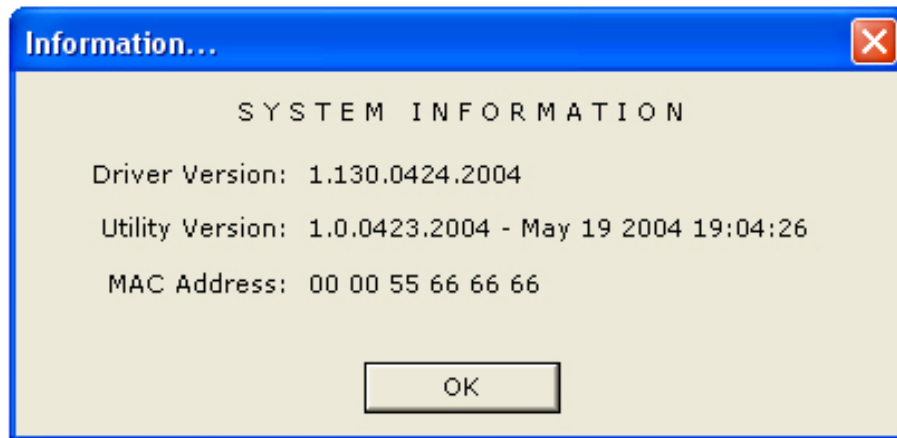 Information...
SYSTEM INFORMATION
Driver Version: 1.130.0424.2004
Utility Version: 1.0.0423.2004 - May 19 2004 19:04:26
MAC Address: 00 00 55 66 66 66
OK